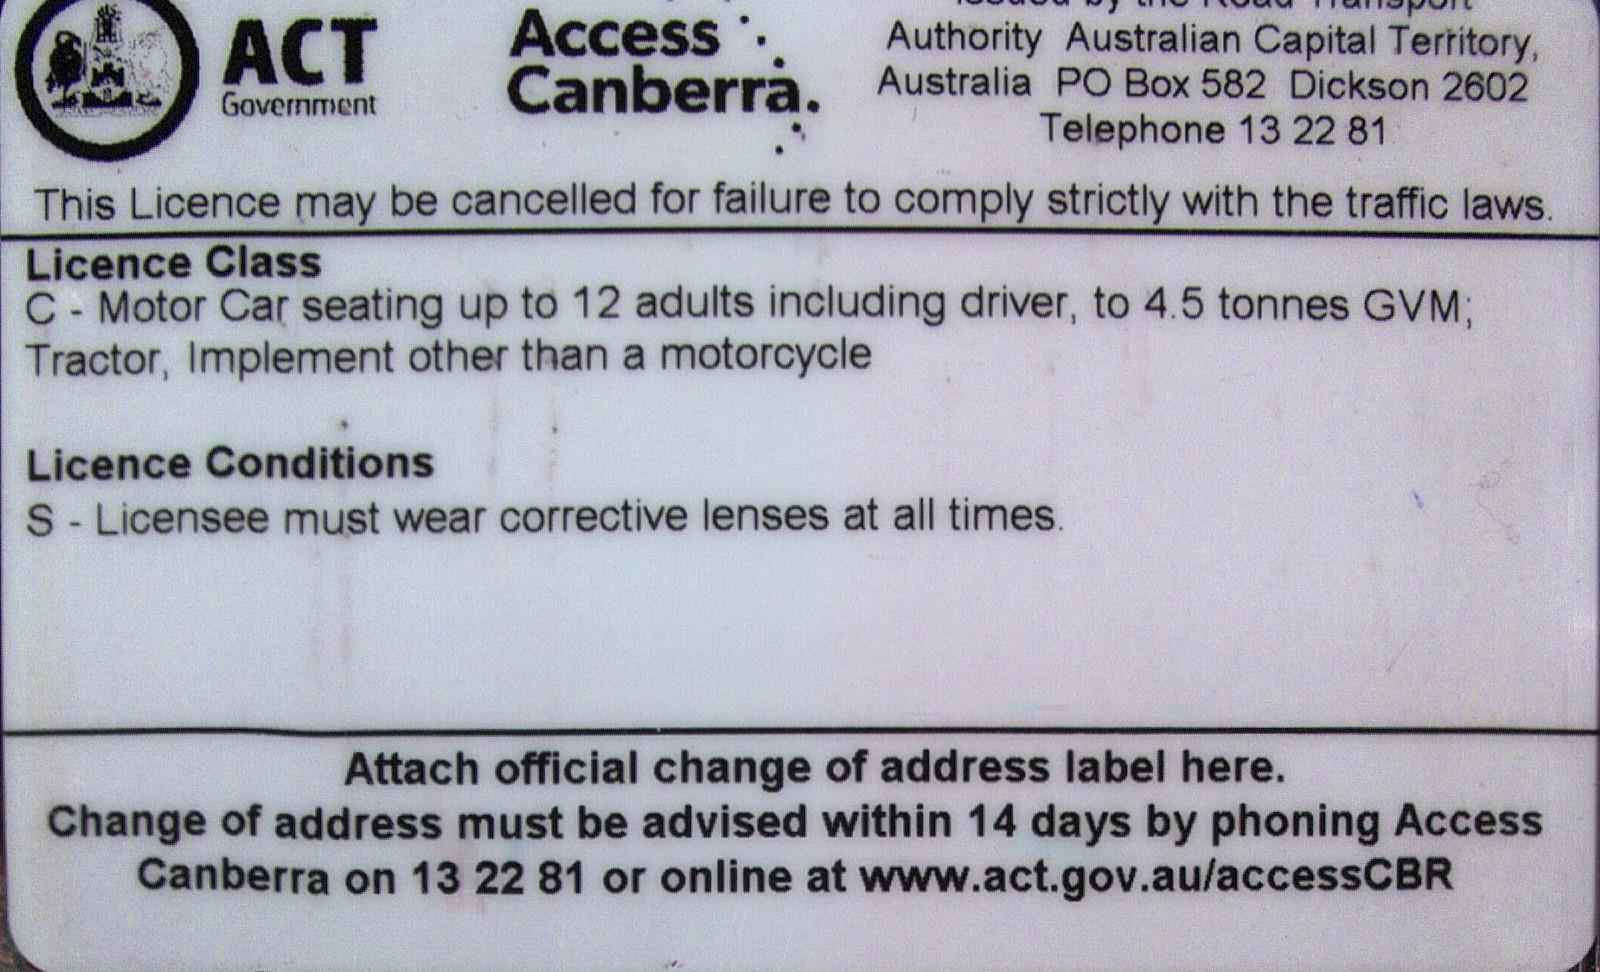 Issued by the Road Transport
ACT
Government
Access
Canberra.
Authority Australian Capital Territory,
Australia PO Box 582 Dickson 2602
Telephone 13 22 81
This Licence may be cancelled for failure to comply strictly with the traffic laws.
Licence Class
C - Motor Car seating up to 12 adults including driver, to 4.5 tonnes GVM;
Tractor, Implement other than a motorcycle
Licence Conditions
S - Licensee must wear corrective lenses at all times.
Attach official change of address label here.
Change of address must be advised within 14 days by phoning Access
Canberra on 13 22 81 or online at www.act.gov.au/accessCBR